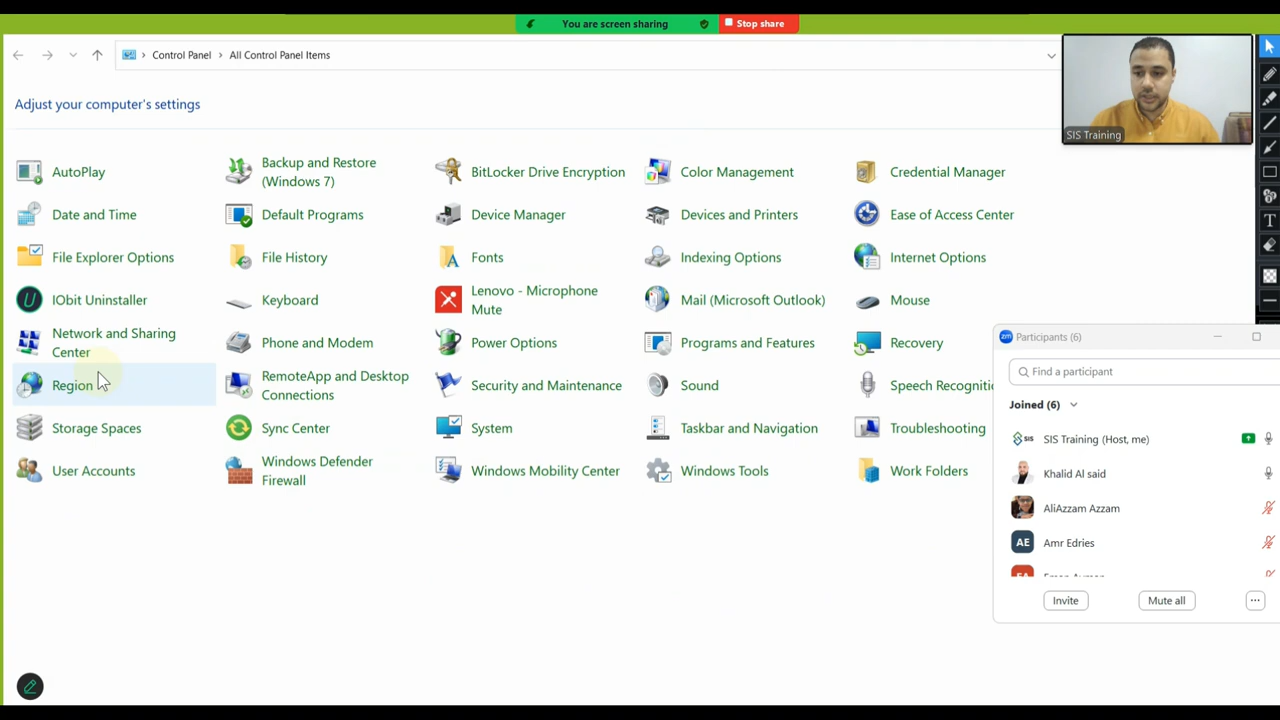 You are screen sharing
Stop share
Control Panel
All Control Panel Items
Adjust your computer's settings
SIS Training
AutoPlay
Backup and Restore
(Windows 7)
BitLocker Drive Encryption
Color Management
Credential Manager
Date and Time
Default Programs
Device Manager
Devices and Printers
Ease of Access Center
File Explorer Options
File History
Fonts
Indexing Options
Internet Options
IObit Uninstaller
Keyboard
Lenovo - Microphone
Mute
Mail (Microsoft Outlook)
Mouse
Network and Sharing
Center
Phone and Modem
Power Options
Programs and Features
Recovery
Region
RemoteApp and Desktop
Connections
Security and Maintenance
Sound
Speech Recogniti
Storage Spaces
Sync Center
System
Taskbar and Navigation
Troubleshooting
User Accounts
Windows Defender
Firewall
Windows Mobility Center
Windows Tools
Work Folders
zm Participants (6)
Find a participant
Joined (6)
SIS SIS Training (Host, me)
Khalid Al said
AliAzzam Azzam
AE Amr Edries
Invite
Mute all